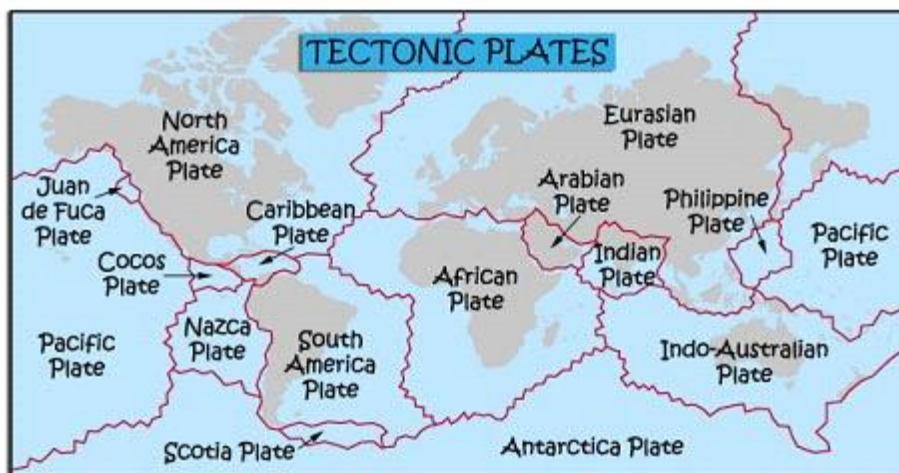 TECTONIC PLATES
North
America
Plate
Eurasian
Plate
Juan
de Fuca
Plate
Caribbean
Plate
Arabian
Plate
Philippine
Plate
Pacific
Plate
Cocos
Plate
African
Plate
Indian
Plate
Pacific
Plate
Nazca
Plate
South
America
Plate
Indo-Australian
Plate
Scotia Plate
Antarctica Plate